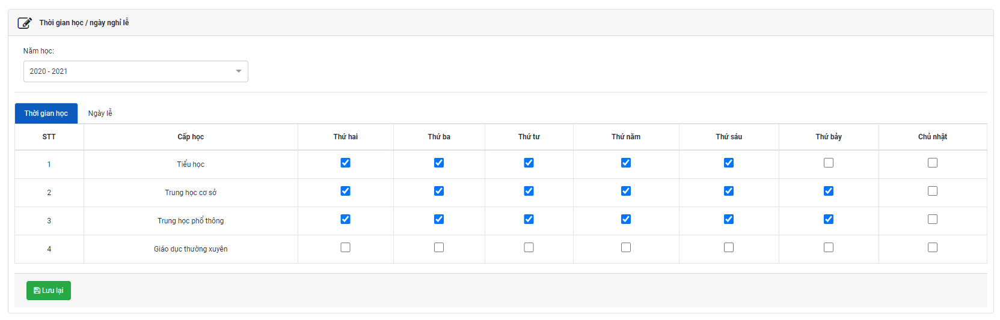 Thời gian học / ngày nghỉ lễ
Năm học:
2020 - 2021
Thời gian học Ngày lễ
STT Cấp học Thứ hai Thứ ba Thứ tư Thứ năm Thứ sáu Thứ bảy Chủ nhật
1 Tiểu học
2 Trung học cơ sở
3 Trung học phổ thông
4 Giáo dục thường xuyên
Lưu lại